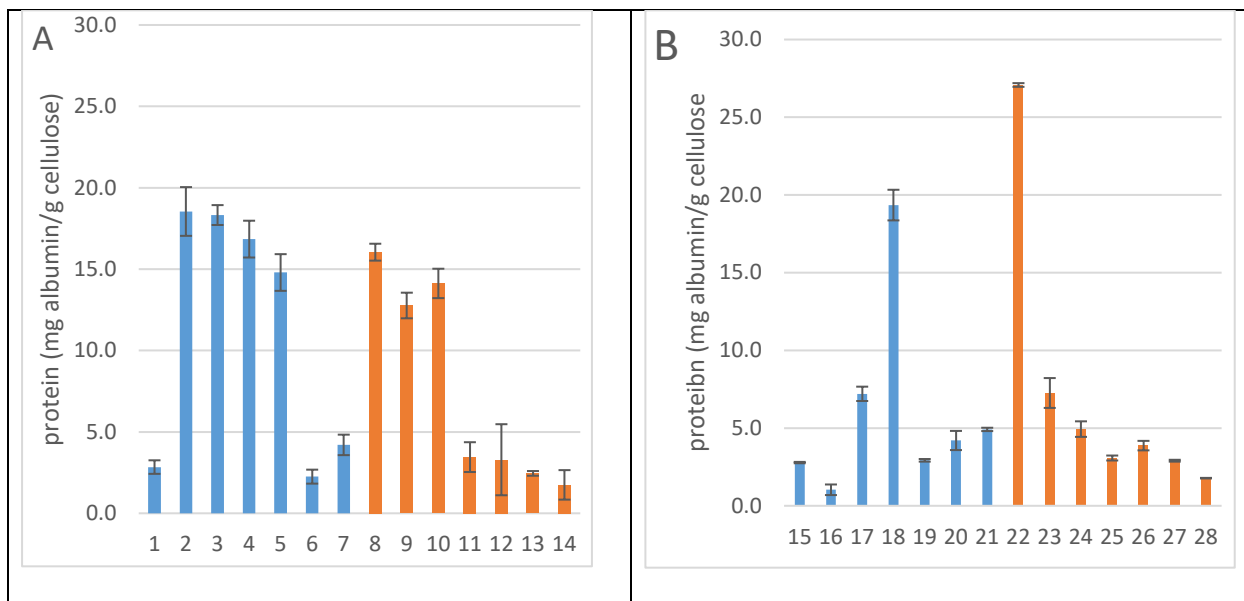 A
protein (mg albumin/g cellulose)
30.0
25.0
20.0
15.0
10.0
5.0
0.0
1 2 3 4 5 6 7 8 9 10 11 12 13 14
B
proteibn (mg albumin/g cellulose
30.0
25.0
20.0
15.0
10.0
5.0
0.0
15 16 17 18 19 20 21 22 23 24 25 26 27 28